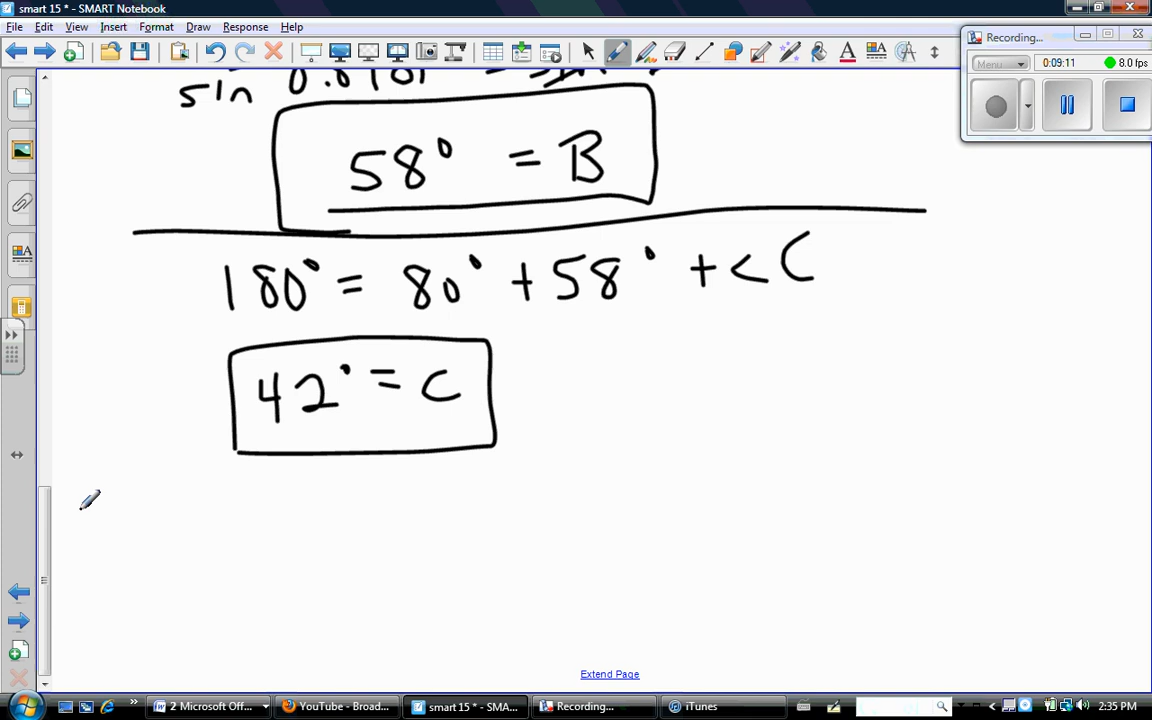 smart 15 * - SMART Notebook
File Edit View Insert Format Draw Response Help
Recording...
Menu 0:09:11 8.0 fps
sin
58° = B
180° = 80° + 58° + < C
42° = C
Extend Page
2 Microsoft Off... YouTube - Broad... smart 15 * - SMA... Recording... iTunes 2:35 PM